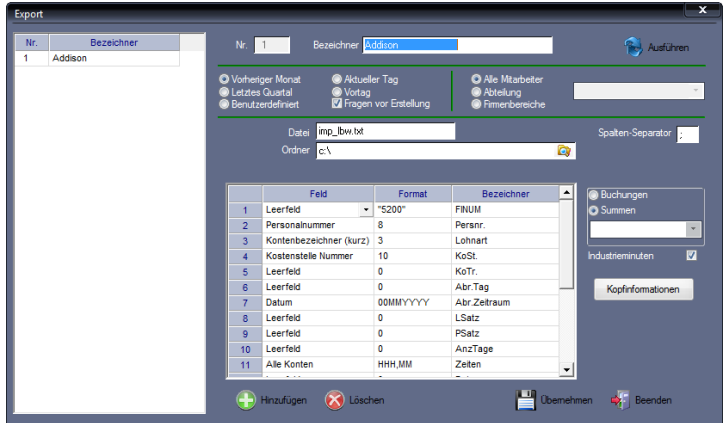 Export x
Nr. Bezeichner
1 Addison
Nr. 1 Bezeichner Addison Ausführen
Vorheriger Monat Aktueller Tag Alle Mitarbeiter
Letztes Quartal Vortag Abteilung
Benutzerdefiniert Fragen vor Erstellung Firmenbereiche
Datei imp_lbw.txt Spalten-Separator ;
Ordner c:\
Feld Format Bezeichner
1 Leerfeld "5200" FINUM
2 Personalnummer 8 Persnr.
3 Kontenbezeichner (kurz) 3 Lohnart
4 Kostenstelle Nummer 10 KoSt.
5 Leerfeld 0 KoTr.
6 Leerfeld 0 Abr.Tag
7 Datum 00MMYYYY Abr.Zeitraum
8 Leerfeld 0 LSatz
9 Leerfeld 0 PSatz
10 Leerfeld 0 AnzTage
11 Alle Konten HHH,MM Zeiten
Buchungen
Summen
Industrieminuten
Kopfinformationen
Hinzufügen Löschen Übernehmen Beenden